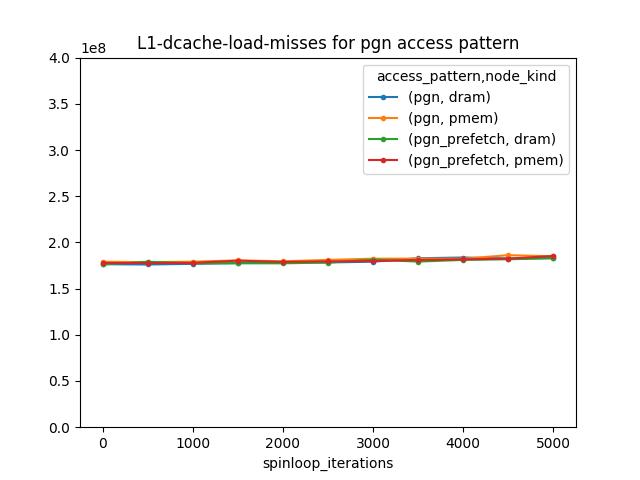 L1-dcache-load-misses for pgn access pattern
1e8
4.0
3.5
3.0
2.5
2.0
1.5
1.0
0.5
0.0
access_pattern,node_kind
(pgn, dram)
(pgn, pmem)
(pgn_prefetch, dram)
(pgn_prefetch, pmem)
0 1000 2000 3000 4000 5000
spinloop_iterations